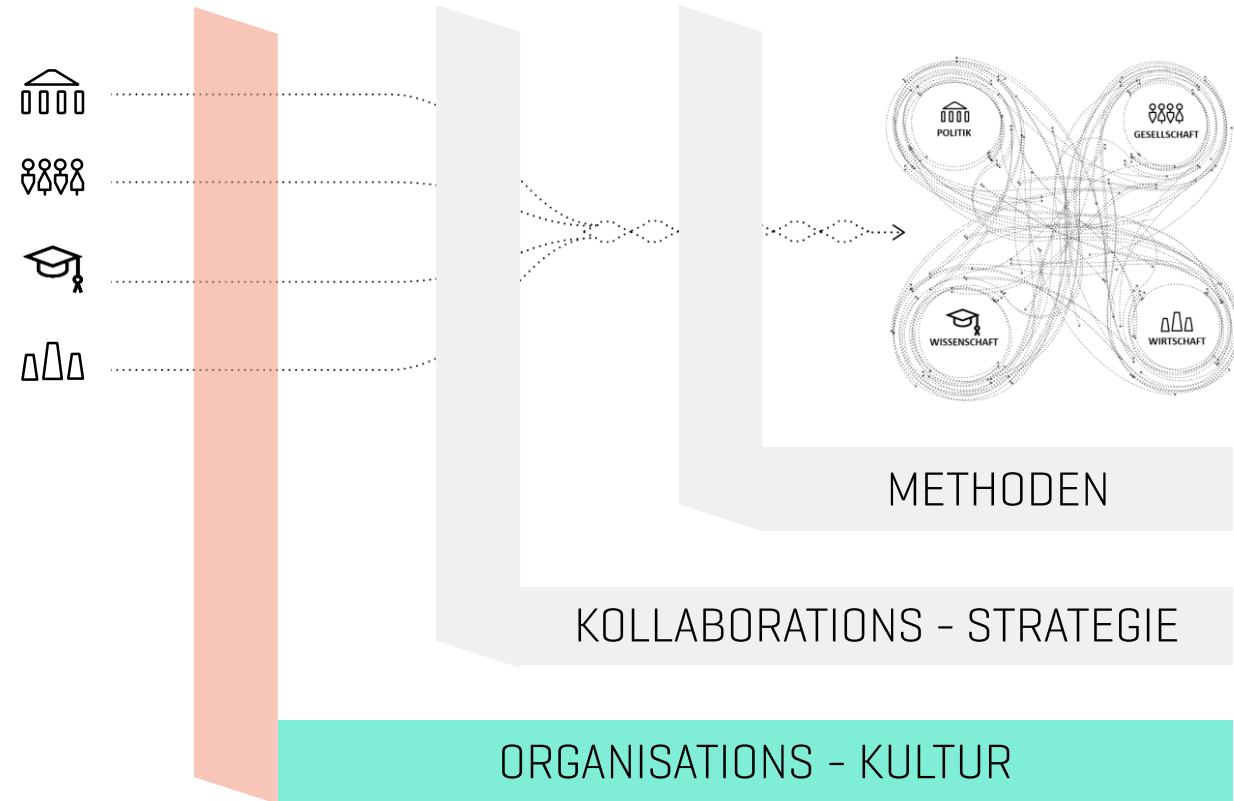 POLITIK
GESELLSCHAFT
WISSENSCHAFT
WIRTSCHAFT
METHODEN
KOLLABORATIONS – STRATEGIE
ORGANISATIONS – KULTUR